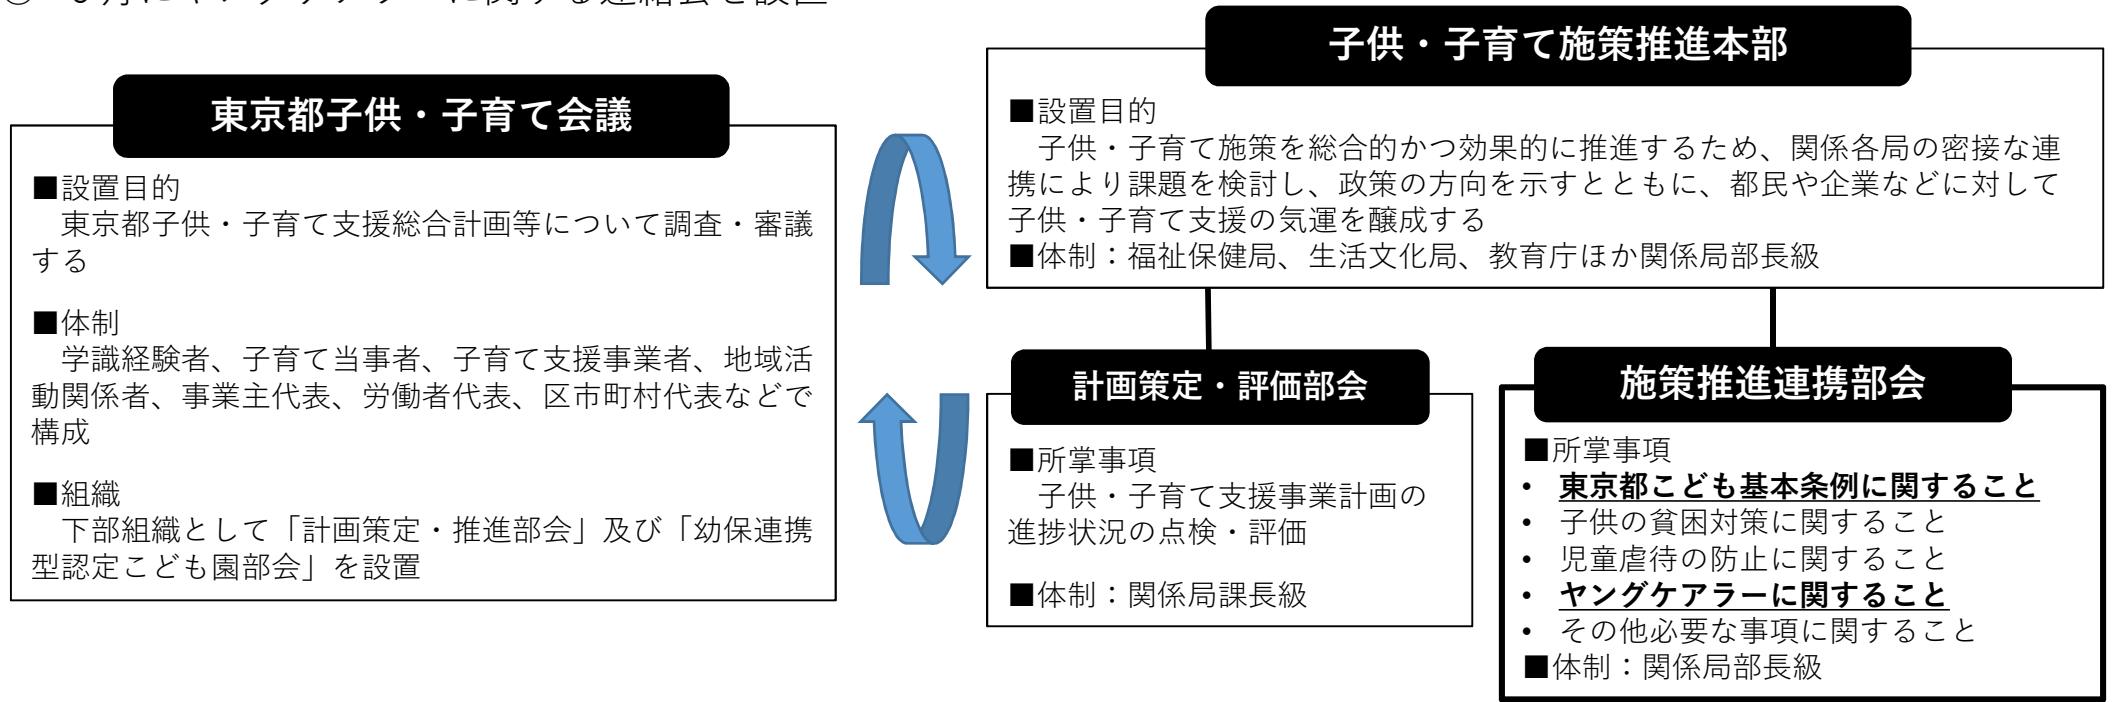 月にヤングケアラーに関する連絡会を設置
東京都子供・子育て会議
■設置目的
東京都子供・子育て支援総合計画等について調査・審議
する
■体制
学識経験者、子育て当事者、子育て支援事業者、地域活
動関係者、事業主代表、労働者代表、区市町村代表などで
構成
■組織
下部組織として「計画策定・推進部会」及び「幼保連携
型認定こども園部会」を設置
子供・子育て施策推進本部
■設置目的
子供・子育て施策を総合的かつ効果的に推進するため、関係各局の密接な連
携により課題を検討し、政策の方向を示すとともに、都民や企業などに対して
子供・子育て支援の気運を醸成する
■体制：福祉保健局、生活文化局、教育庁ほか関係局部長級
計画策定・評価部会
■所掌事項
子供・子育て支援事業計画の
進捗状況の点検・評価
■体制：関係局課長級
施策推進連携部会
■所掌事項
• 東京都こども基本条例に関すること
• 子供の貧困対策に関すること
• 児童虐待の防止に関すること
• ヤングケアラーに関すること
• その他必要な事項に関すること
■体制：関係局部長級